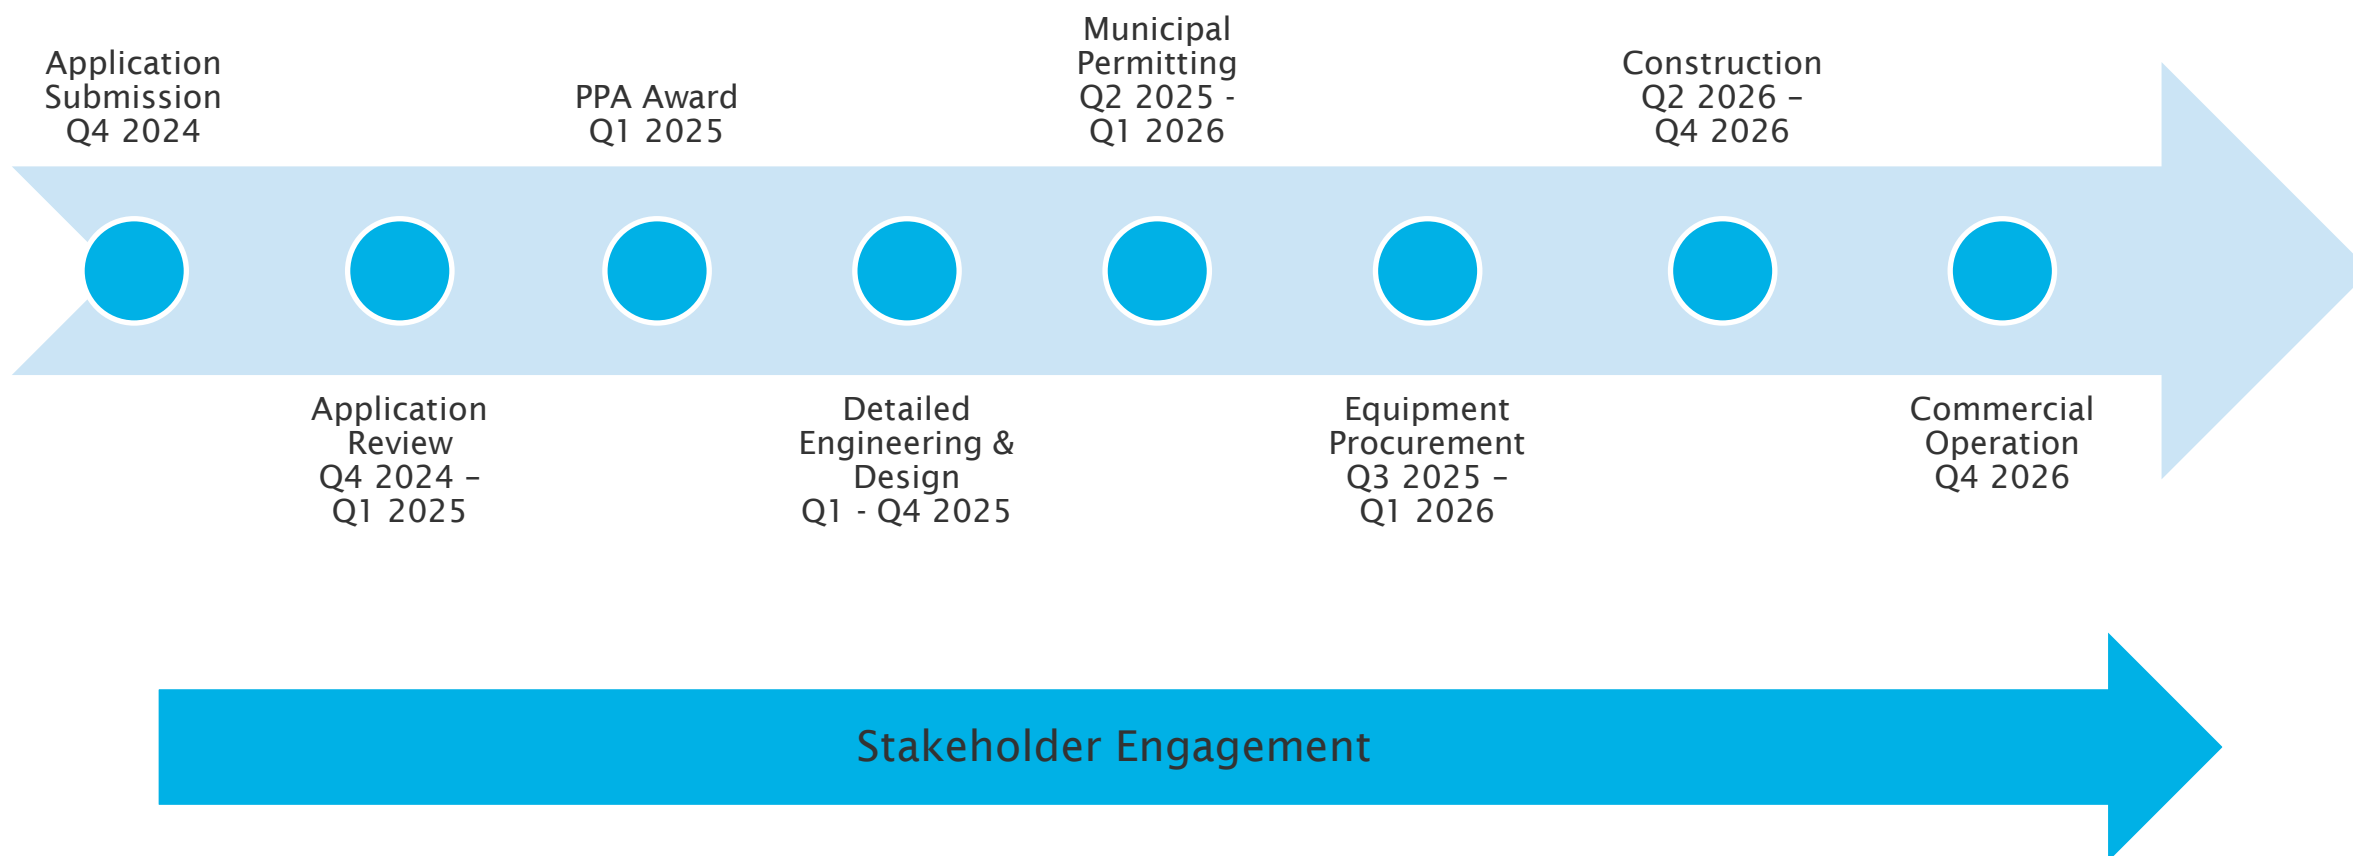 Application
Submission
Q4 2024
Application
Review
Q4 2024 –
Q1 2025
PPA Award
Q1 2025
Detailed
Engineering &
Design
Q1 - Q4 2025
Municipal
Permitting
Q2 2025 -
Q1 2026
Equipment
Procurement
Q3 2025 –
Q1 2026
Construction
Q2 2026 –
Q4 2026
Commercial
Operation
Q4 2026
Stakeholder Engagement